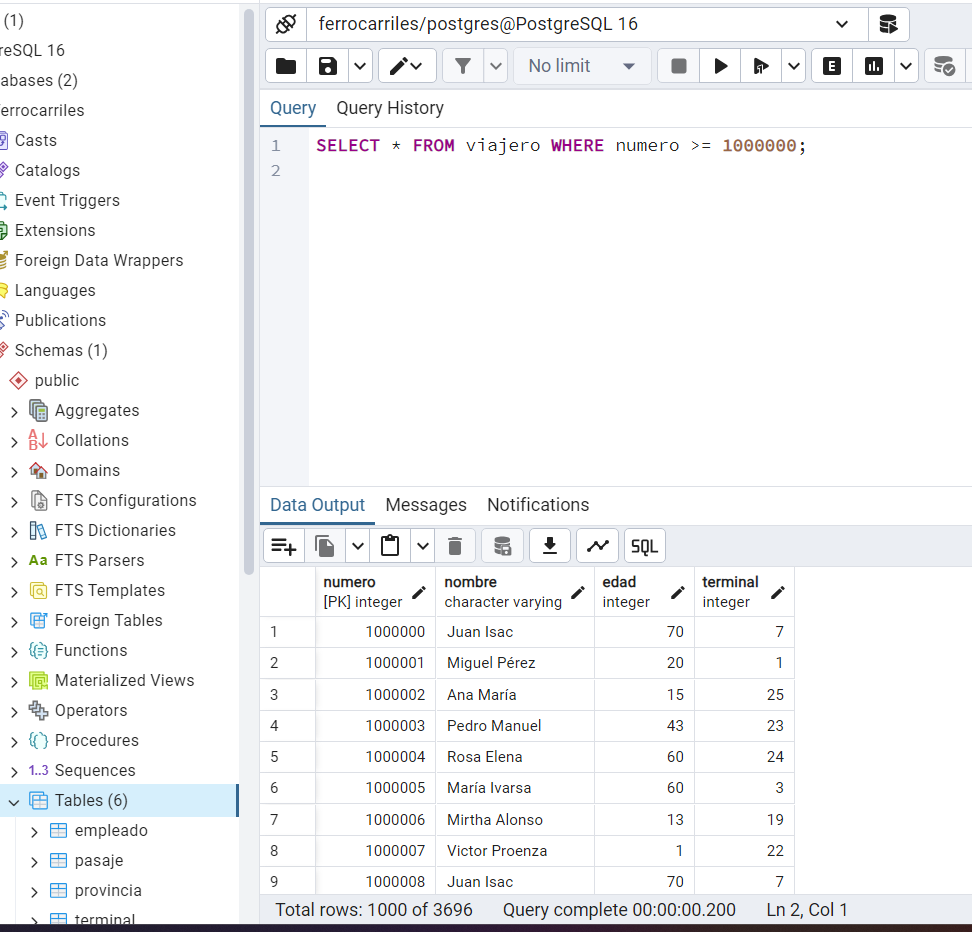 (1)
reSQL 16
abases (2)
errocarriles
Casts
Catalogs
Event Triggers
Extensions
Foreign Data Wrappers
Languages
Publications
Schemas (1)
public
Aggregates
Collations
Domains
FTS Configurations
FTS Dictionaries
Aa FTS Parsers
FTS Templates
Foreign Tables
Functions
Materialized Views
Operators
Procedures
1..3 Sequences
Tables (6)
empleado
pasaje
provincia
terminal
ferrocarriles/postgres@PostgreSQL 16
No limit
E
Query Query History
1 SELECT * FROM viajero WHERE numero >= 1000000;
2
Data Output Messages Notifications
SQL
numero nombre edad terminal
[PK] integer character varying integer integer
1 1000000 Juan Isac 70 7
2 1000001 Miguel Pérez 20 1
3 1000002 Ana María 15 25
4 1000003 Pedro Manuel 43 23
5 1000004 Rosa Elena 60 24
6 1000005 María Ivarsa 60 3
7 1000006 Mirtha Alonso 13 19
8 1000007 Victor Proenza 1 22
9 1000008 Juan Isac 70 7
Total rows: 1000 of 3696 Query complete 00:00:00.200 Ln 2, Col 1